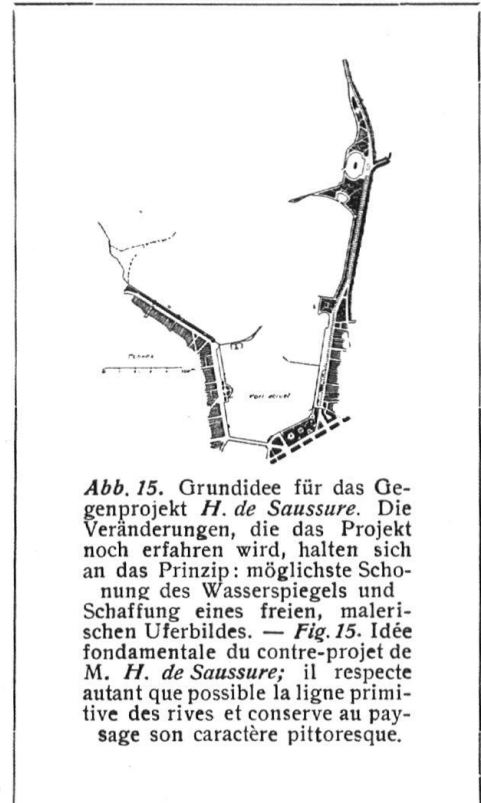 Port actuel
Abb. 15. Grundidee für das Ge-
genprojekt H. de Saussure. Die
Veränderungen, die das Projekt
noch erfahren wird, halten sich
an das Prinzip: möglichste Scho-
nung des Wasserspiegels und
Schaffung eines freien, maleri-
schen Uferbildes. — Fig. 15. Idée
fondamentale du contre-projet de
M. H. de Saussure; il respecte
autant que possible la ligne primi-
tive des rives et conserve au pay-
sage son caractère pittoresque.